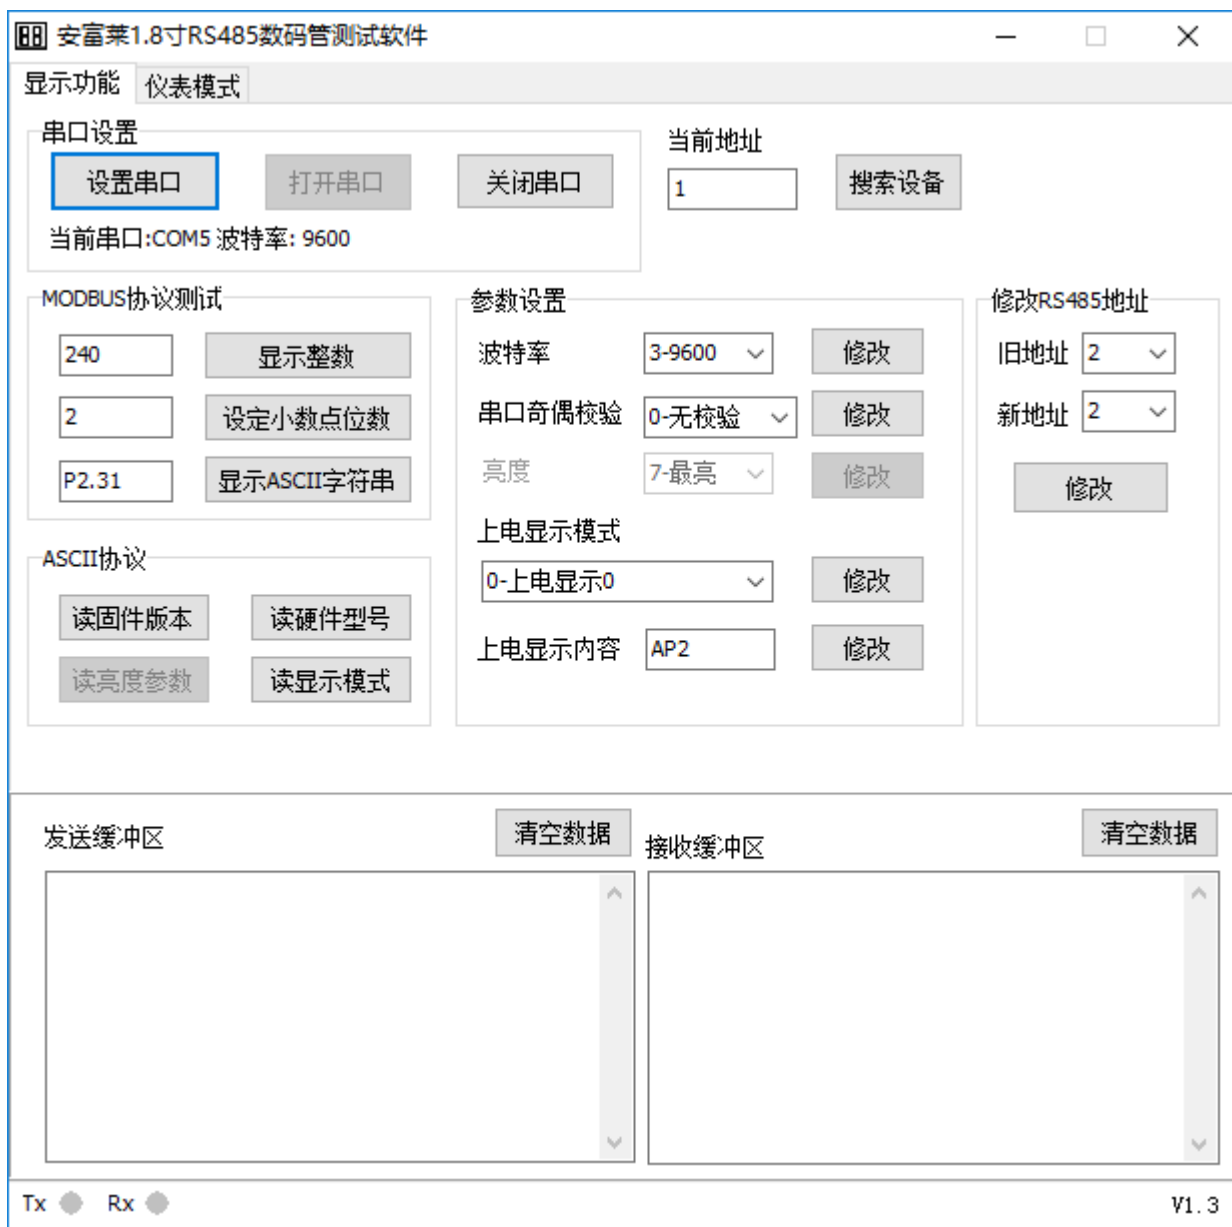 安富莱1.8寸RS485数码管测试软件
显示功能 仪表模式
串口设置
设置串口 打开串口 关闭串口
当前串口:COM5 波特率: 9600
当前地址
1 搜索设备
MODBUS协议测试
240 显示整数
2 设定小数点位数
P2.31 显示ASCII字符串
ASCII协议
读固件版本 读硬件型号
读亮度参数 读显示模式
参数设置
波特率 3-9600 修改
串口奇偶校验 0-无校验 修改
亮度 7-最亮 修改
上电显示模式
0-上电显示0 修改
上电显示内容 AP2 修改
修改RS485地址
旧地址 2
新地址 2
修改
发送缓冲区 清空数据
接收缓冲区 清空数据
Tx Rx V1.3